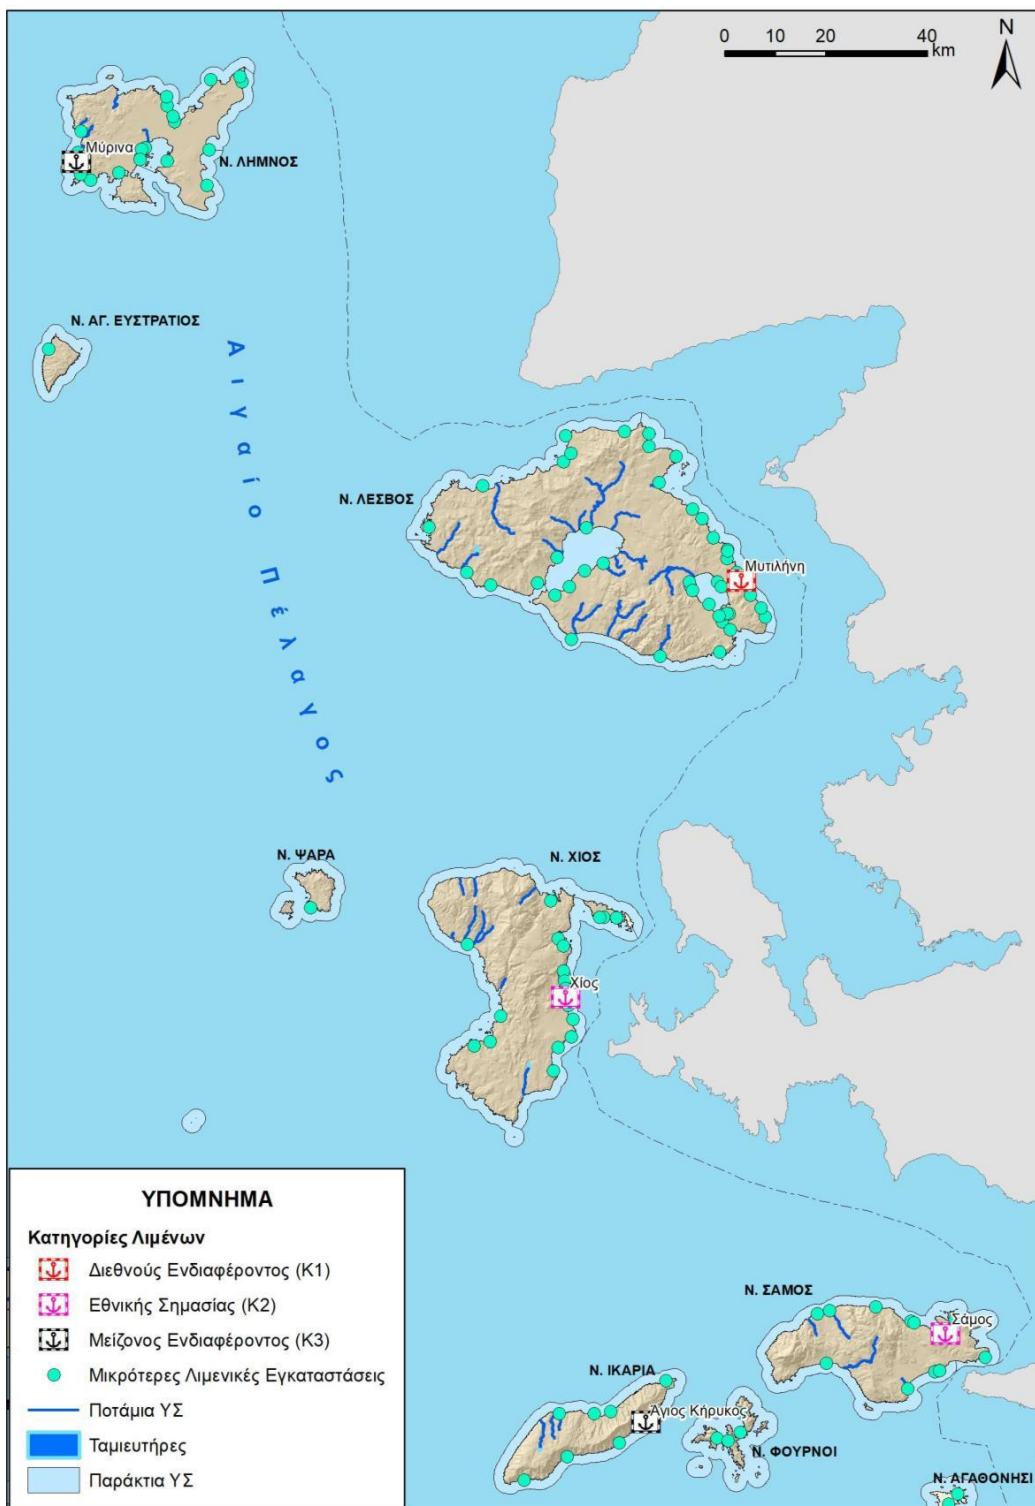 0 10 20 40
km
N
Μύρινα
Ν. ΛΗΜΝΟΣ
Ν. ΑΓ. ΕΥΣΤΡΑΤΙΟΣ
Αιγαίο Πέλαγος
Ν. ΛΕΣΒΟΣ
Μυτιλήνη
Ν. ΨΑΡΑ
Ν. ΧΙΟΣ
Χίος
ΥΠΟΜΝΗΜΑ
Κατηγορίες Λιμένων
Διεθνούς Ενδιαφέροντος (Κ1)
Εθνικής Σημασίας (Κ2)
Μείζονος Ενδιαφέροντος (Κ3)
Μικρότερες Λιμενικές Εγκαταστάσεις
Ποτάμια ΥΣ
Ταμιευτήρες
Παράκτια ΥΣ
Ν. ΣΑΜΟΣ
Σάμος
Ν. ΙΚΑΡΙΑ
Άγιος Κήρυκος
Ν. ΦΟΥΡΝΟΙ
Ν. ΑΓΑΘΟΝΗΣΙ